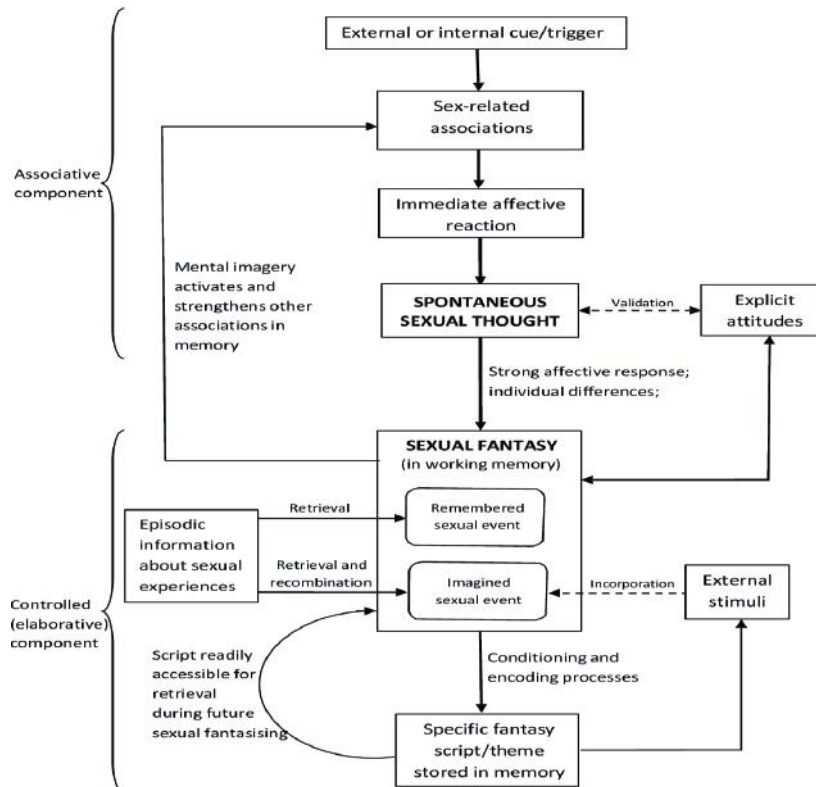 External or internal cue/trigger
Sex-related
associations
Associative
component
Immediate affective
reaction
Mental imagery
activates and
strengthens other
associations in
memory
SPONTANEOUS
SEXUAL THOUGHT
Validation
Explicit
attitudes
Strong affective response;
individual differences;
SEXUAL FANTASY
(in working memory)
Retrieval
Remembered
sexual event
Episodic
information
about sexual
experiences
Retrieval and
recombination
Imagined
sexual event
Incorporation
External
stimuli
Controlled
(elaborative)
component
Script readily
accessible for
retrieval
during future
sexual fantasising
Conditioning and
encoding processes
Specific fantasy
script/theme
stored in memory